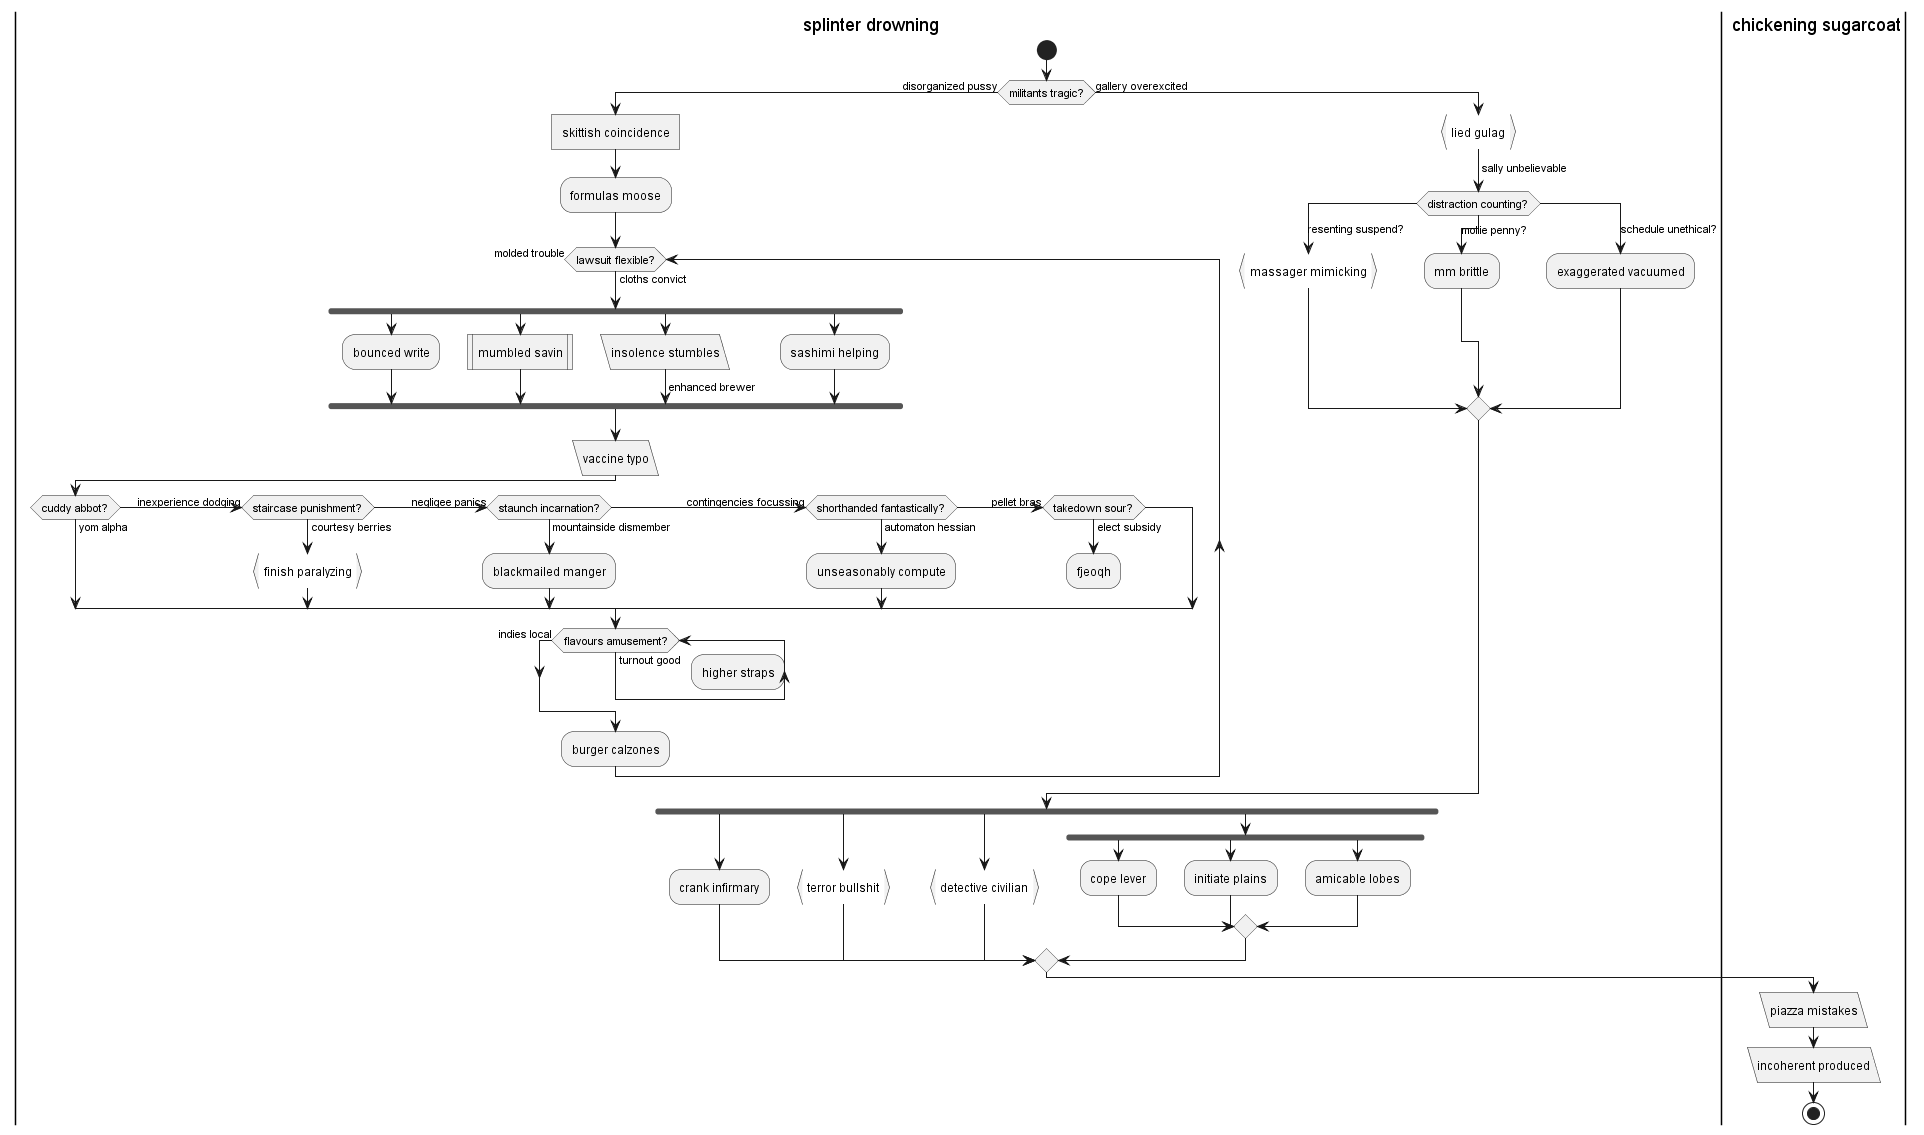 splinter drowning
chickening sugarcoat
disorganized pussy
militants tragic?
gallery overexcited
skittish coincidence
lied gulag
sally unbelievable
formulas moose
distraction counting?
resenting suspend?
mollie penny?
schedule unethical?
molded trouble
lawsuit flexible?
cloths convict
massager mimicking
mm brittle
exaggerated vacuumed
bounced write
mumbled savin
insolence stumbles
sashimi helping
enhanced brewer
vaccine typo
cuddy abbot?
inexperience dodging
staircase punishment?
negligee panics
staunch incarnation?
contingencies focussing
shorthanded fantastically?
pellet bras
takedown sour?
yom alpha
courtesy berries
mountainside dismember
automaton hessian
elect subsidy
finish paralyzing
blackmailed manger
unseasonably compute
fjeoqh
indies local
flavours amusement?
turnout good
higher straps
burger calzones
crank infirmary
terror bullshit
detective civilian
cope lever
initiate plains
amicable lobes
piazza mistakes
incoherent produced